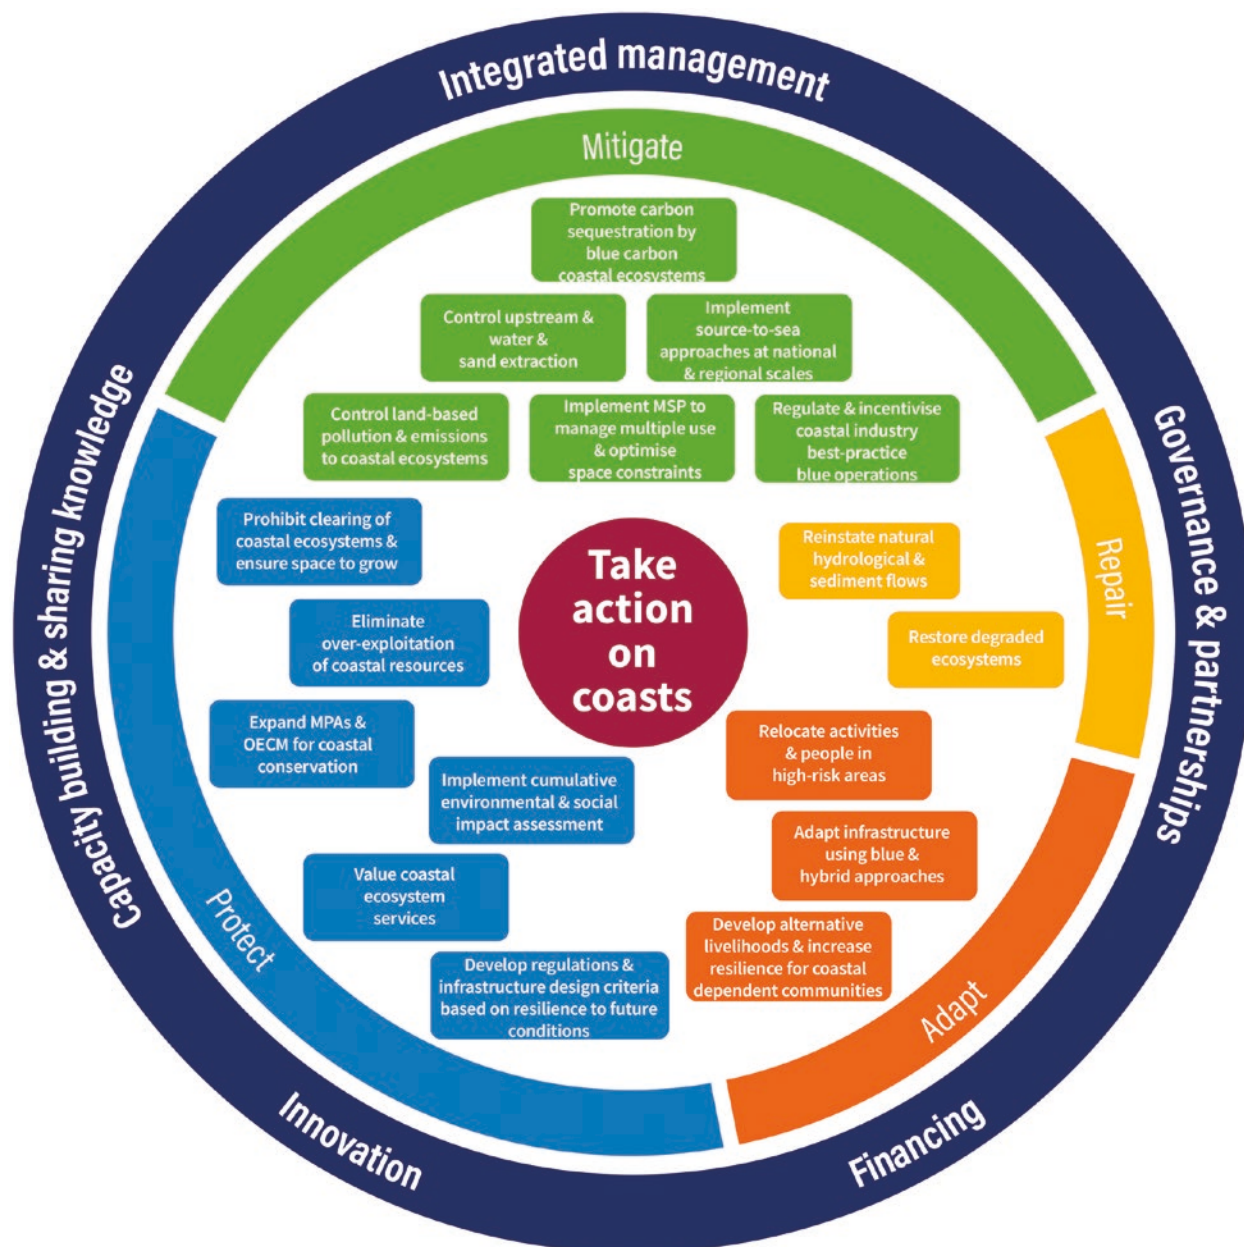 Integrated management
Mitigate
Promote carbon
sequestration by
blue carbon
coastal ecosystems
Control upstream &
water &
sand extraction
Implement
source-to-sea
approaches at national
& regional scales
Control land-based
pollution & emissions
to coastal ecosystems
Implement MSP to
manage multiple use
& optimise
space constraints
Regulate & incentivise
coastal industry
best-practice
blue operations
Governance & partnerships
Repair
Reinstate natural
hydrological &
sediment flows
Restore degraded
ecosystems
Take
action
on
coasts
Capacity building & sharing knowledge
Protect
Prohibit clearing of
coastal ecosystems &
ensure space to grow
Eliminate
over-exploitation
of coastal resources
Expand MPAs &
OECM for coastal
conservation
Implement cumulative
environmental & social
impact assessment
Value coastal
ecosystem
services
Develop regulations &
infrastructure design criteria
based on resilience to future
conditions
Relocate activities
& people in
high-risk areas
Adapt infrastructure
using blue &
hybrid approaches
Develop alternative
livelihoods & increase
resilience for coastal
dependent communities
Adapt
Innovation
Financing